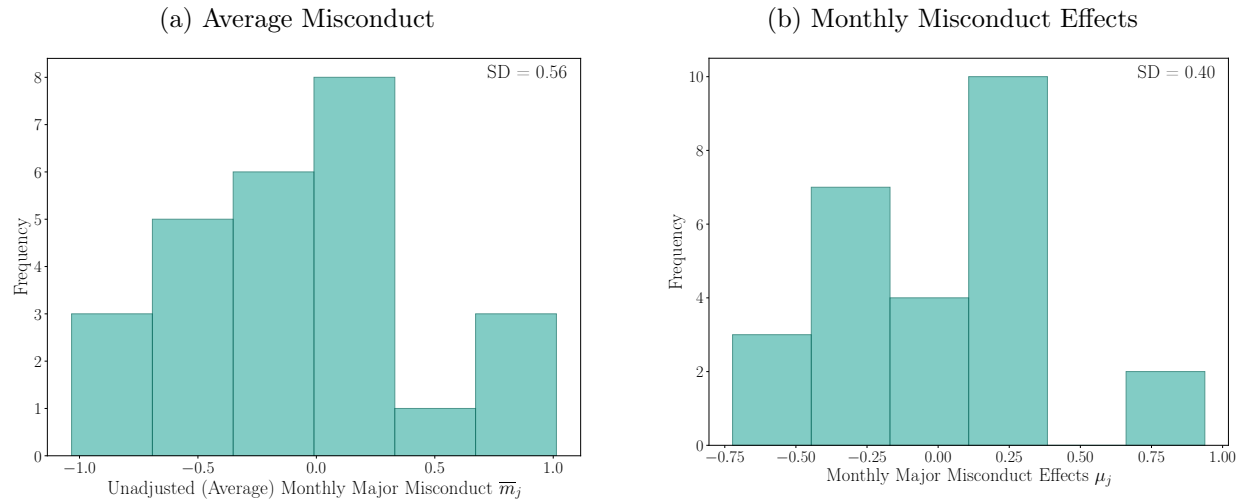 (a) Average Misconduct
SD = 0.56
8
7
6
5
4
3
2
1
0
Frequency
−1.0 −0.5 0.0 0.5 1.0
Unadjusted (Average) Monthly Major Misconduct m̅ⱼ
(b) Monthly Misconduct Effects
SD = 0.40
10
8
6
4
2
0
Frequency
−0.75 −0.50 −0.25 0.00 0.25 0.50 0.75 1.00
Monthly Major Misconduct Effects μⱼ